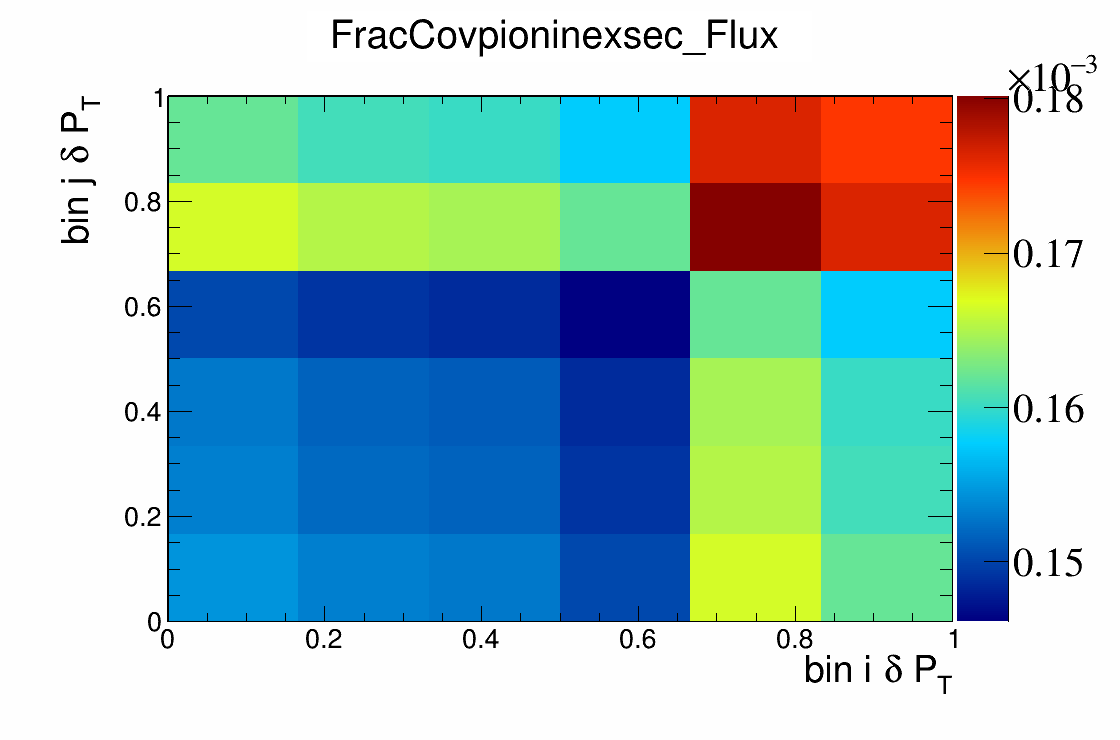 FracCovpioninexsec_Flux
×10⁻³
bin j δ P_T
1
0.8
0.6
0.4
0.2
0
0 0.2 0.4 0.6 0.8 1
bin i δ P_T
0.18
0.17
0.16
0.15